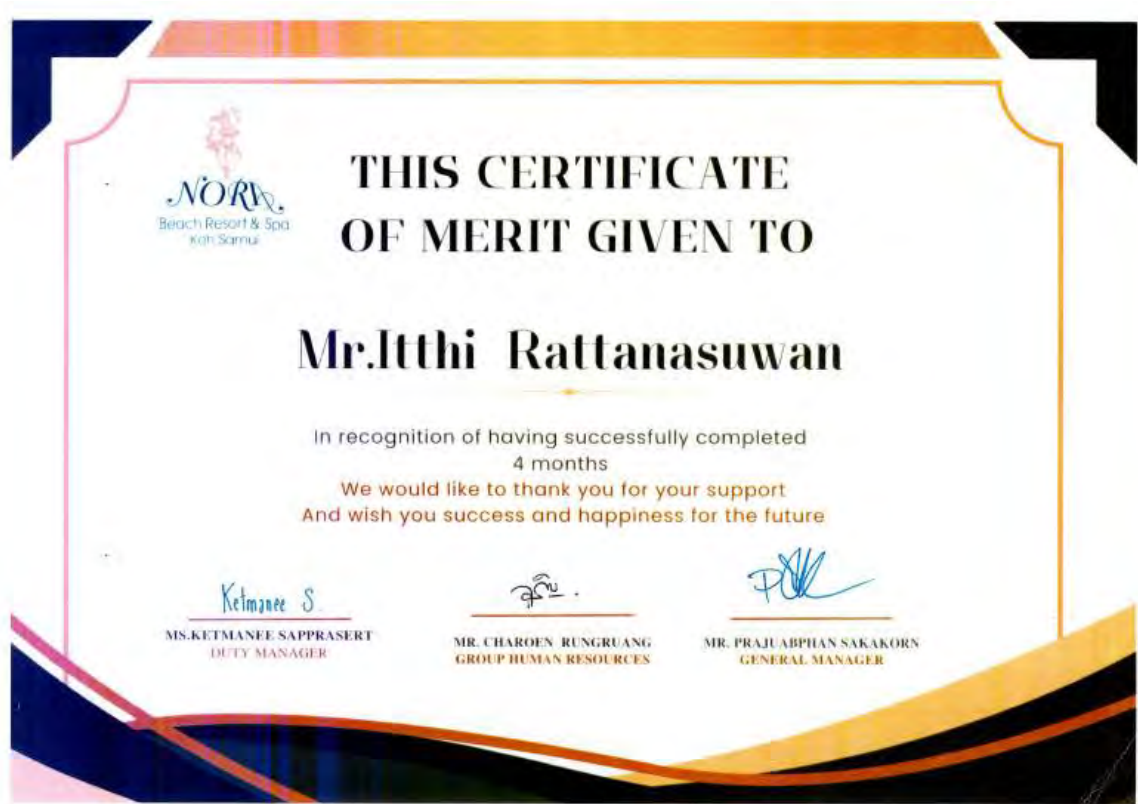 NORA
Beach Resort & Spa
Koh Samui
THIS CERTIFICATE
OF MERIT GIVEN TO
Mr.Itthi Rattanasuwan
In recognition of having successfully completed
4 months
We would like to thank you for your support
And wish you success and happiness for the future
Ketmanee S
MS.KETMANEE SAPPRASERT
DUTY MANAGER
MR. CHAROEN RUNGRUANG
GROUP HUMAN RESOURCES
MR. PRAJUABPHAN SAKAKORN
GENERAL MANAGER